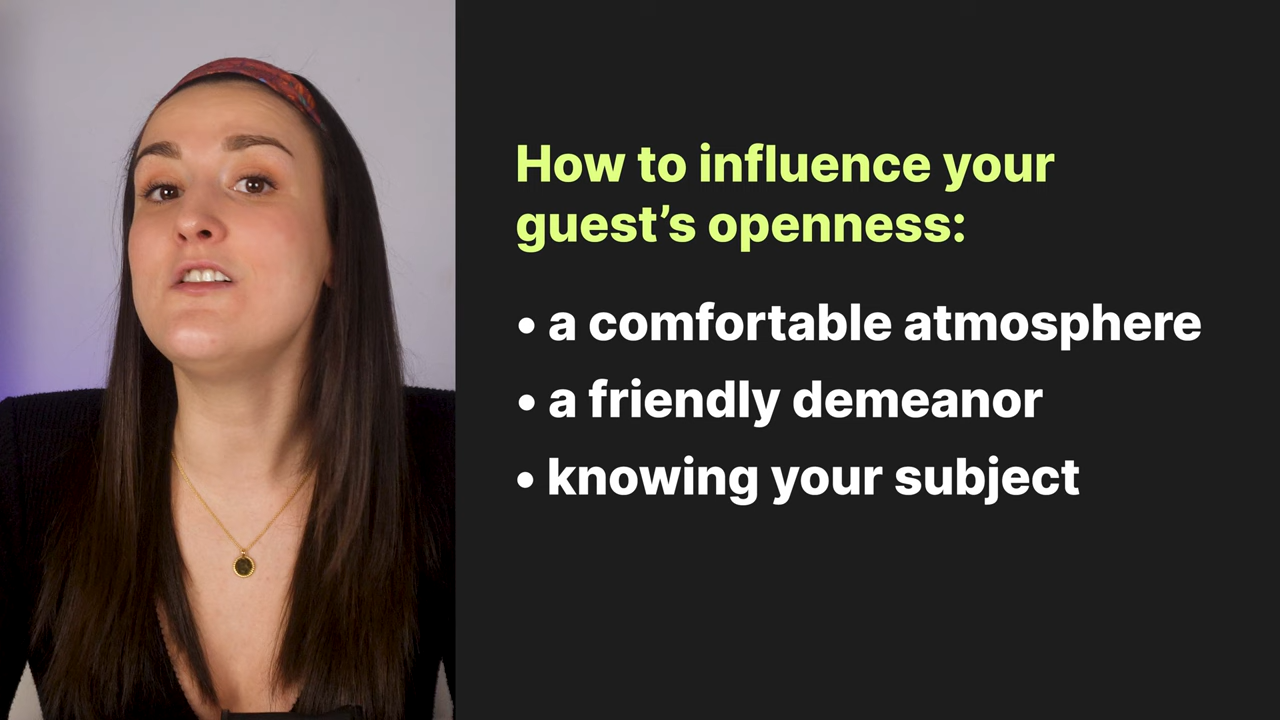 How to influence your
guest’s openness:
• a comfortable atmosphere
• a friendly demeanor
• knowing your subject